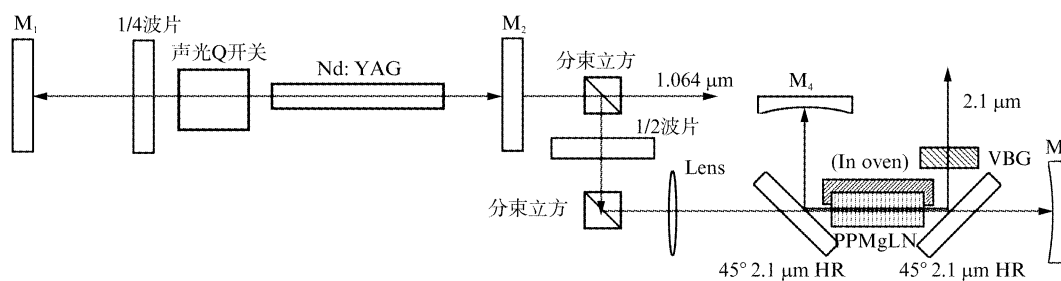 M₁
1/4波片
声光Q开关
Nd: YAG
M₂
分束立方
1.064 μm
1/2波片
分束立方
Lens
M₄
(In oven)
PPMgLN
45° 2.1 μm HR
45° 2.1 μm HR
2.1 μm
VBG
M